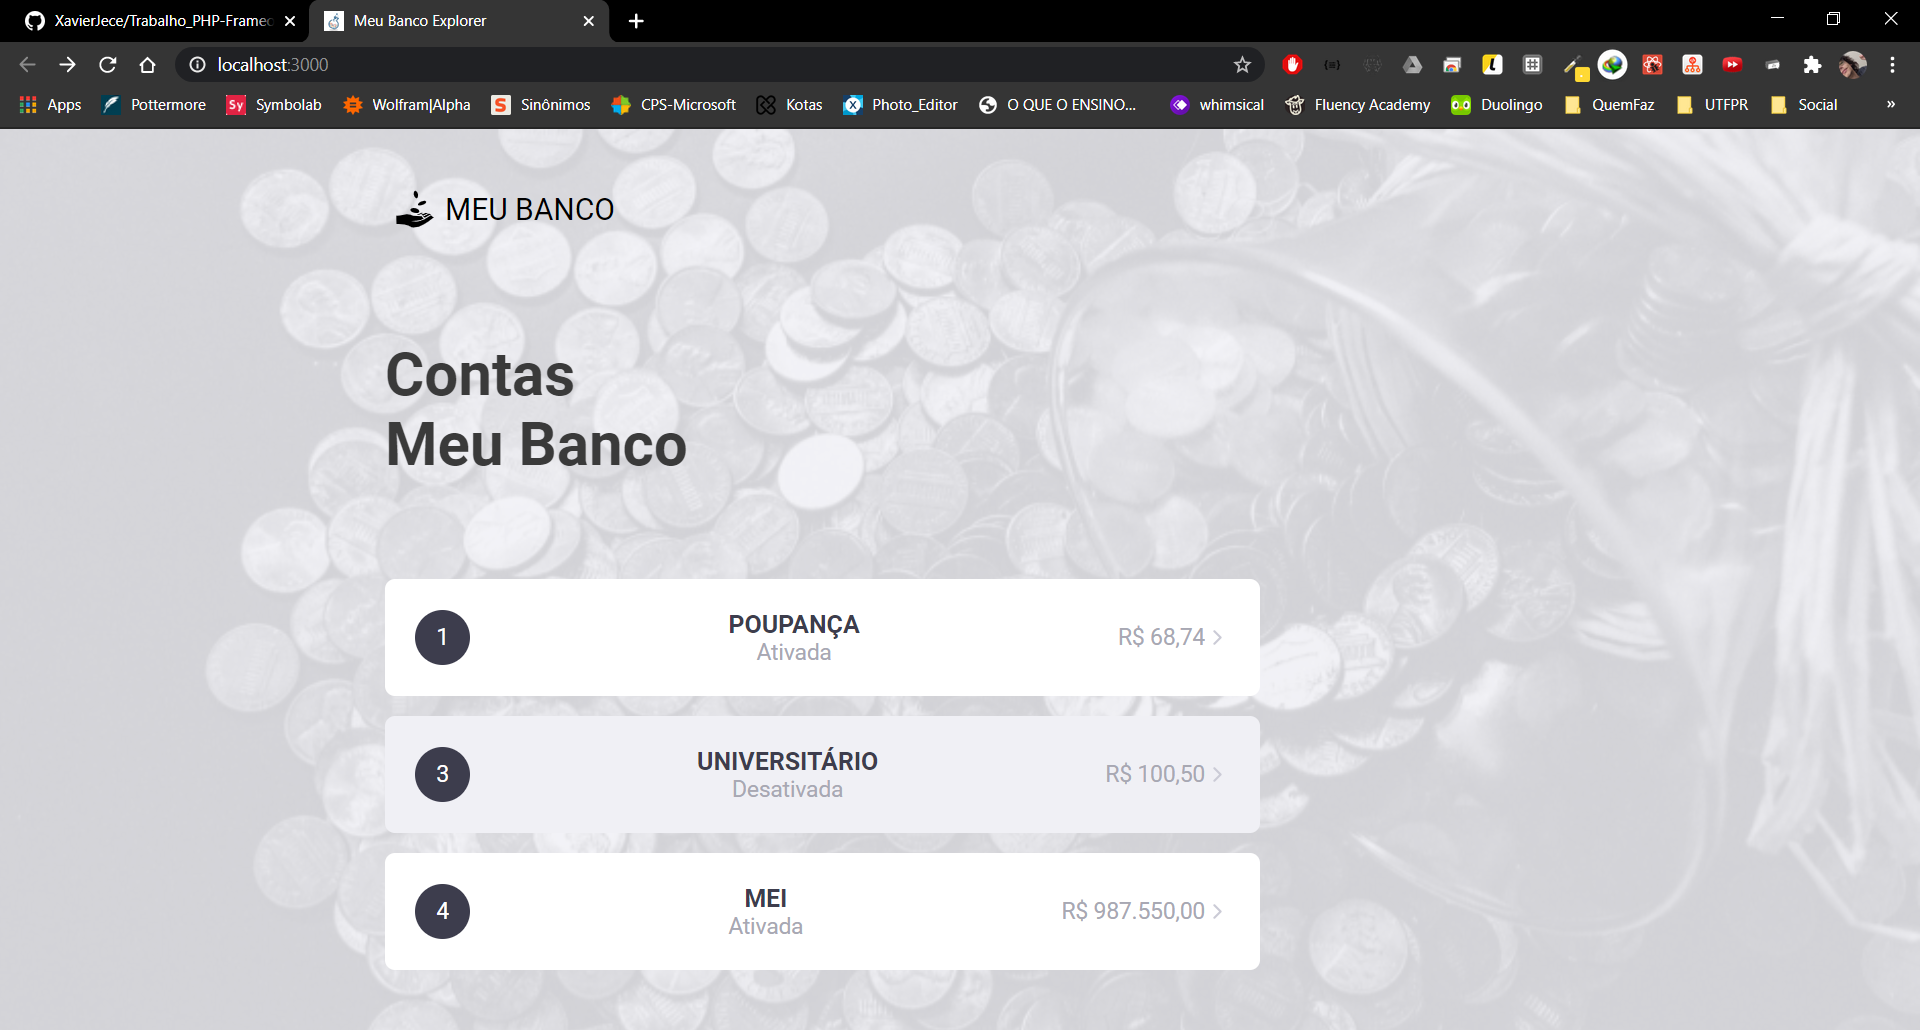 XavierJece/Trabalho_PHP-Framec
Meu Banco Explorer
localhost:3000
Apps
Pottermore
Sy
Symbolab
Wolfram|Alpha
S
Sinônimos
CPS-Microsoft
Kotas
Photo_Editor
O QUE O ENSINO...
whimsical
Fluency Academy
Duolingo
QuemFaz
UTFPR
Social
»
MEU BANCO
Contas
Meu Banco
1
POUPANÇA
Ativada
R$ 68,74
3
UNIVERSITÁRIO
Desativada
R$ 100,50
4
MEI
Ativada
R$ 987.550,00